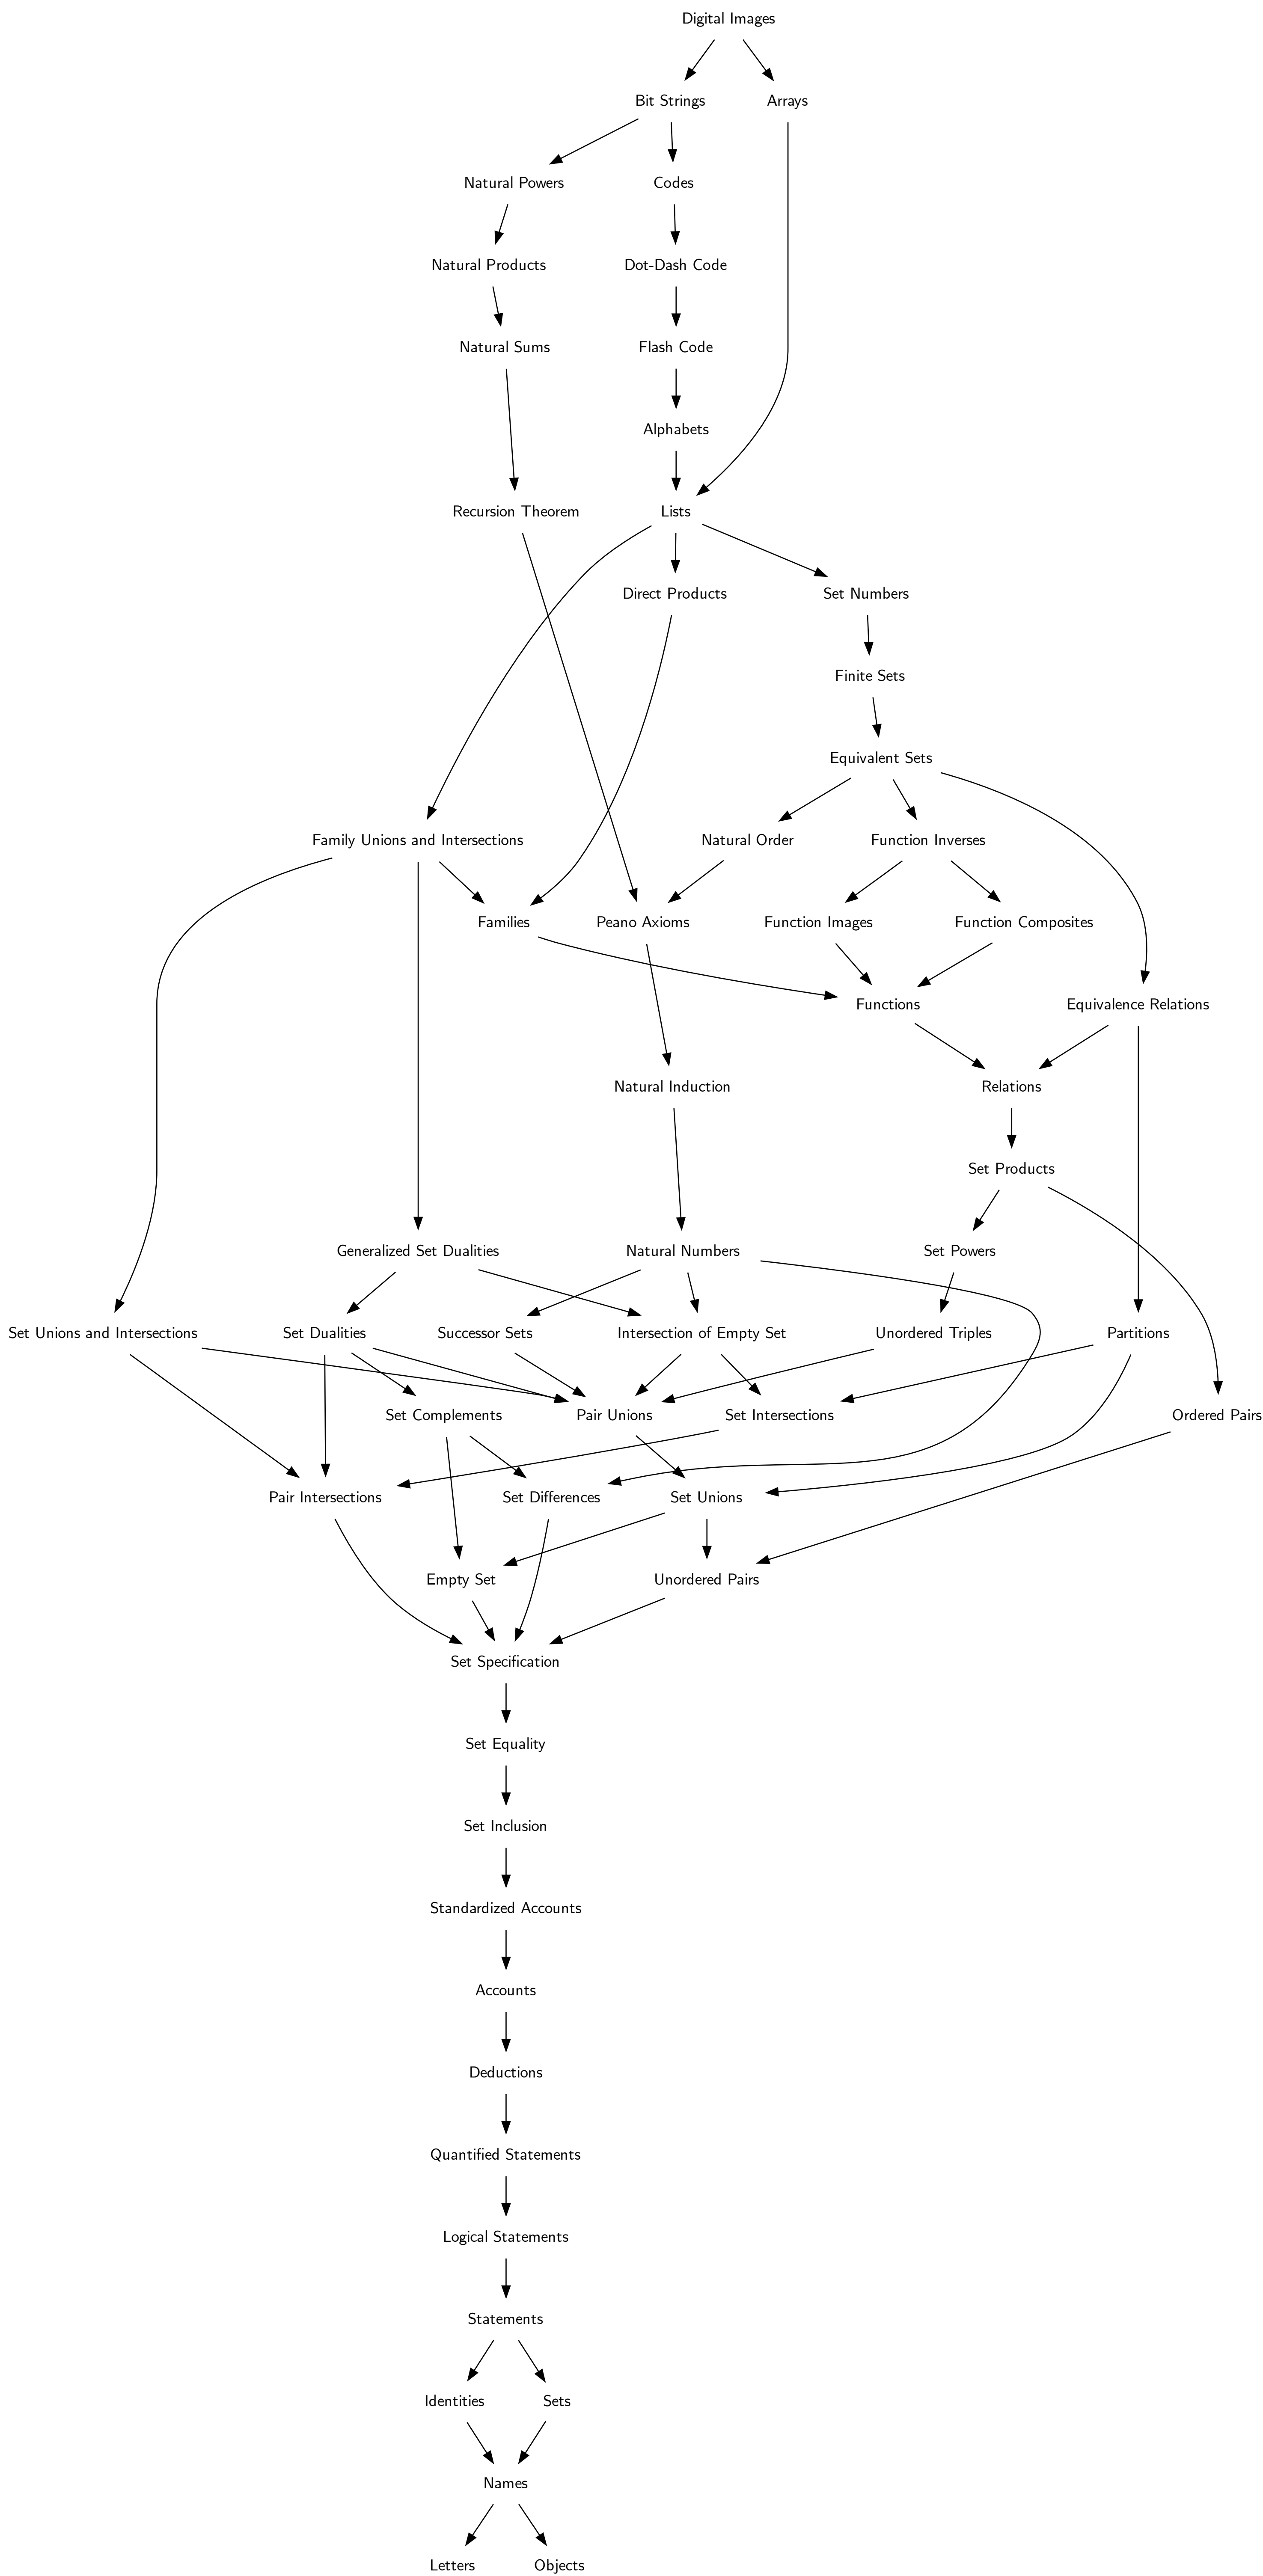 Digital Images
Bit Strings
Arrays
Natural Powers
Codes
Natural Products
Dot-Dash Code
Natural Sums
Flash Code
Alphabets
Recursion Theorem
Lists
Direct Products
Set Numbers
Finite Sets
Equivalent Sets
Family Unions and Intersections
Natural Order
Function Inverses
Families
Peano Axioms
Function Images
Function Composites
Functions
Equivalence Relations
Natural Induction
Relations
Set Products
Generalized Set Dualities
Natural Numbers
Set Powers
Set Unions and Intersections
Set Dualities
Successor Sets
Intersection of Empty Set
Unordered Triples
Partitions
Set Complements
Pair Unions
Set Intersections
Ordered Pairs
Pair Intersections
Set Differences
Set Unions
Empty Set
Unordered Pairs
Set Specification
Set Equality
Set Inclusion
Standardized Accounts
Accounts
Deductions
Quantified Statements
Logical Statements
Statements
Identities
Sets
Names
Letters
Objects